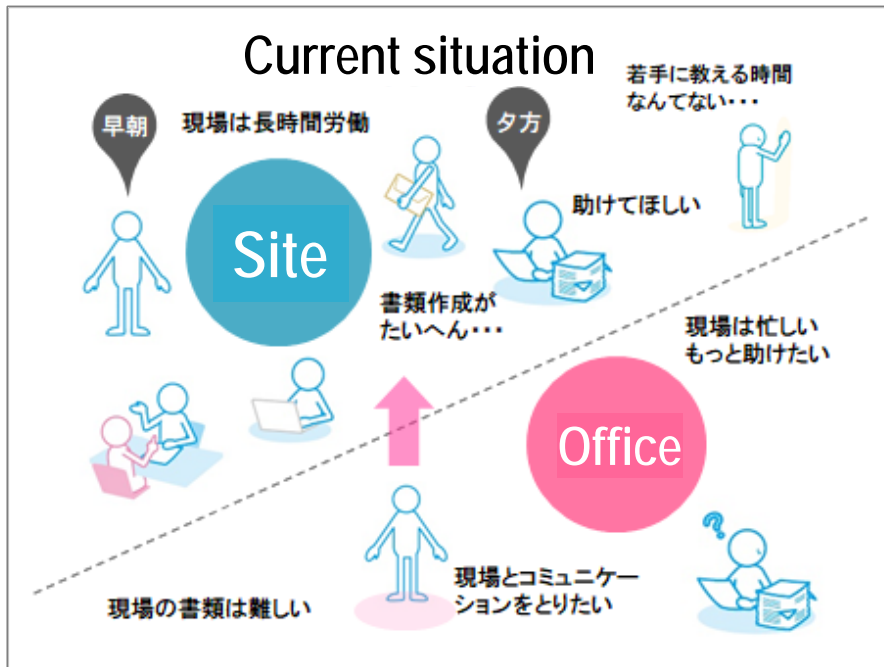 Current situation
若手に教える時間
なんてない・・・
早朝
現場は長時間労働
夕方
助けてほしい
Site
書類作成が
たいへん・・・
現場は忙しい
もっと助けたい
Office
?
現場とコミュニケー
ションをとりたい
現場の書類は難しい